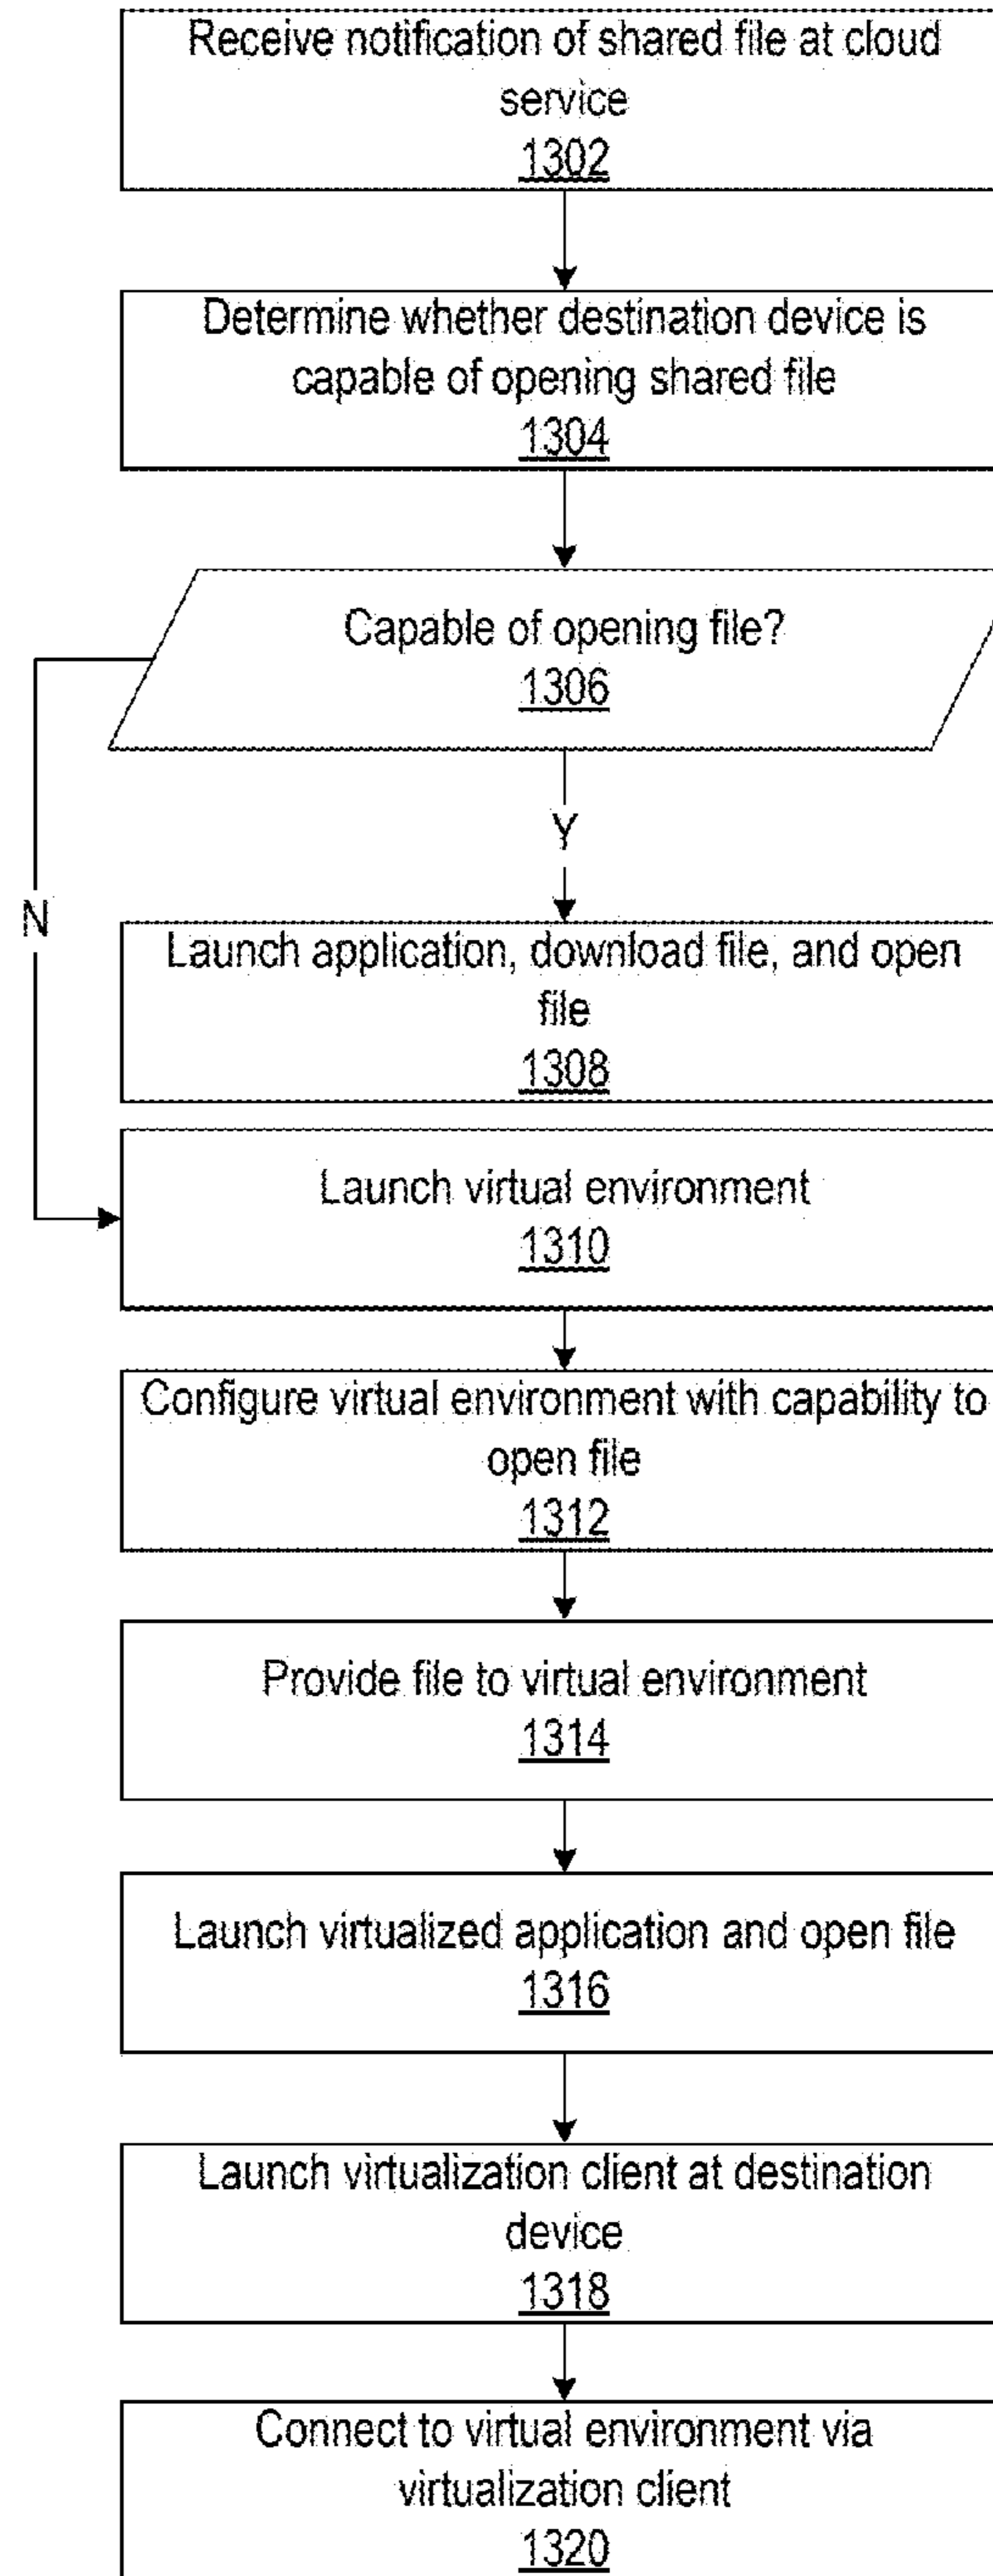 Receive notification of shared file at cloud
service
1302
Determine whether destination device is
capable of opening shared file
1304
Capable of opening file?
1306
Y
N
Launch application, download file, and open
file
1308
Launch virtual environment
1310
Configure virtual environment with capability to
open file
1312
Provide file to virtual environment
1314
Launch virtualized application and open file
1316
Launch virtualization client at destination
device
1318
Connect to virtual environment via
virtualization client
1320